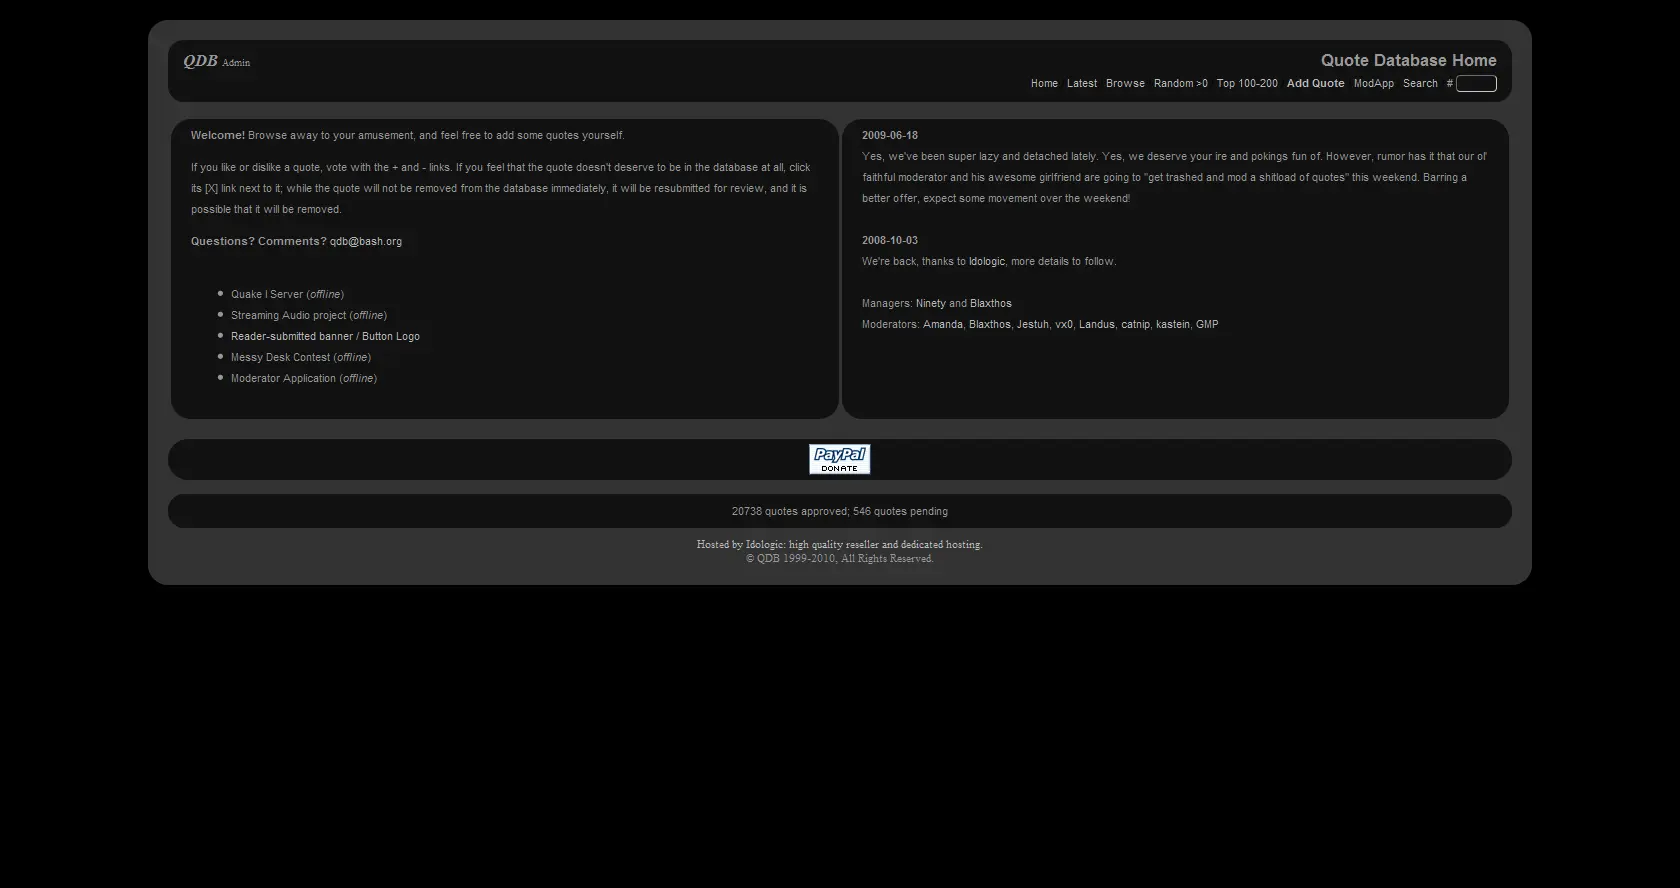 QDB Admin
Quote Database Home
Home Latest Browse Random >0 Top 100-200 Add Quote ModApp Search #
Welcome! Browse away to your amusement, and feel free to add some quotes yourself.
If you like or dislike a quote, vote with the + and - links. If you feel that the quote doesn't deserve to be in the database at all, click
its [X] link next to it; while the quote will not be removed from the database immediately, it will be resubmitted for review, and it is
possible that it will be removed.
Questions? Comments? qdb@bash.org
Quake I Server (offline)
Streaming Audio project (offline)
Reader-submitted banner / Button Logo
Messy Desk Contest (offline)
Moderator Application (offline)
2009-06-18
Yes, we've been super lazy and detached lately. Yes, we deserve your ire and pokings fun of. However, rumor has it that our ol'
faithful moderator and his awesome girlfriend are going to "get trashed and mod a shitload of quotes" this weekend. Barring a
better offer, expect some movement over the weekend!
2008-10-03
We're back, thanks to Idologic, more details to follow.
Managers: Ninety and Blaxthos
Moderators: Amanda, Blaxthos, Jestuh, vx0, Landus, catnip, kastein, GMP
PayPal
DONATE
20738 quotes approved; 546 quotes pending
Hosted by Idologic: high quality reseller and dedicated hosting.
© QDB 1999-2010, All Rights Reserved.